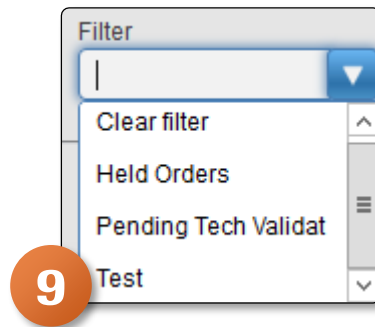 Filter
Clear filter
Held Orders
Pending Tech Validat
Test
9